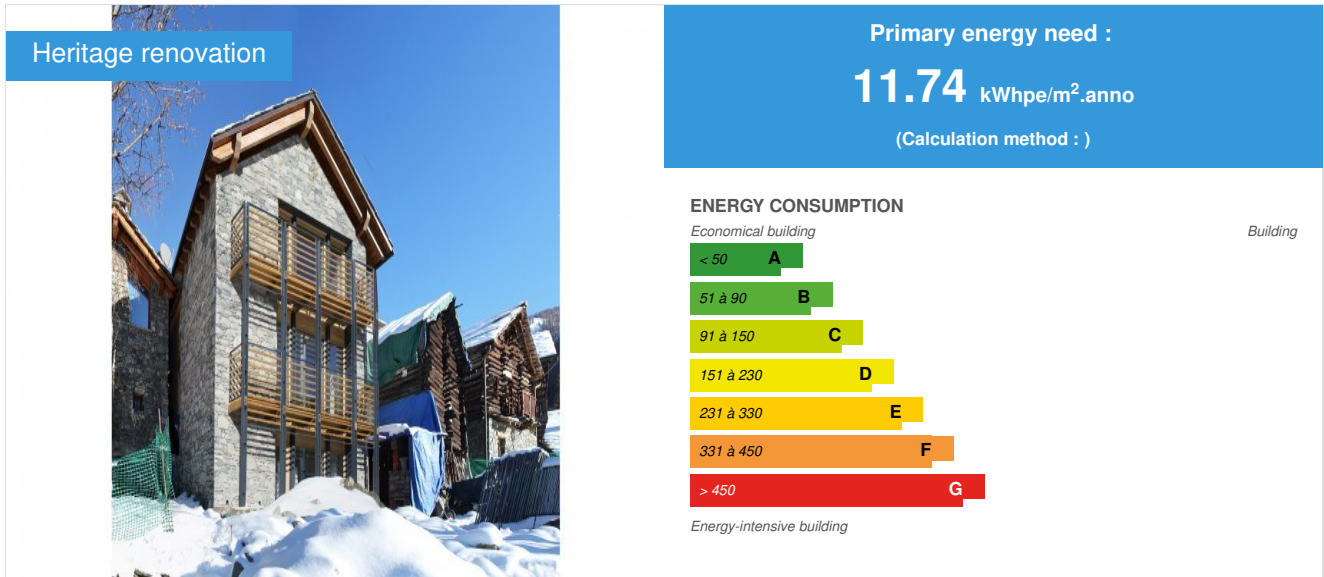 Heritage renovation
Primary energy need :
11.74 kWhpe/m².anno
(Calculation method : )
ENERGY CONSUMPTION
Economical building Building
< 50 A
51 à 90 B
91 à 150 C
151 à 230 D
231 à 330 E
331 à 450 F
> 450 G
Energy-intensive building